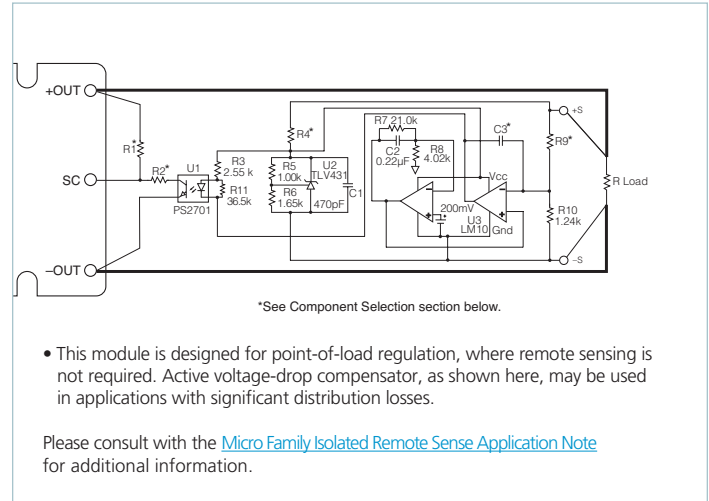 +OUT
SC
–OUT
R1*
R2*
U1
PS2701
R3
2.55 k
R11
36.5k
R4*
R5
1.00k
R6
1.65k
U2
TLV431
470pF
C1
R7 21.0k
C2
0.22µF
R8
4.02k
C3*
Vcc
200mV
U3
LM10 Gnd
+S
R9*
R10
1.24k
–S
R Load
*See Component Selection section below.
• This module is designed for point-of-load regulation, where remote sensing is
not required. Active voltage-drop compensator, as shown here, may be used
in applications with significant distribution losses.
Please consult with the Micro Family Isolated Remote Sense Application Note
for additional information.